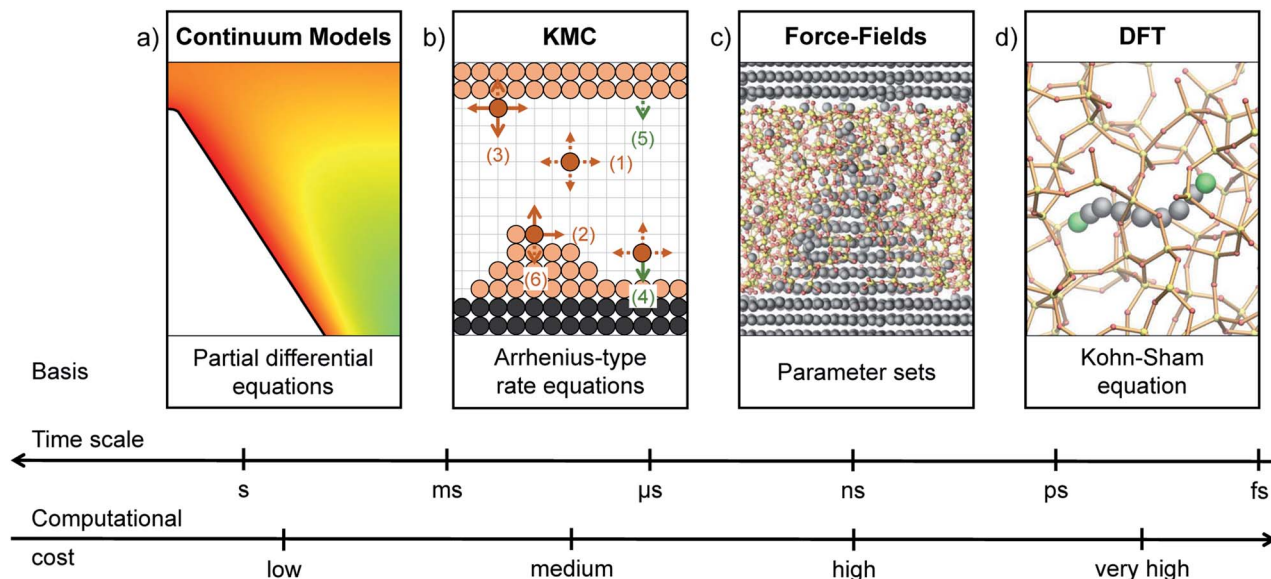 a) Continuum Models
b) KMC
c) Force-Fields
d) DFT
(3)
(1)
(5)
(2)
(6)
(4)
Basis
Partial differential
equations
Arrhenius-type
rate equations
Parameter sets
Kohn-Sham
equation
Time scale
s ms μs ns ps fs
Computational
cost
low medium high very high